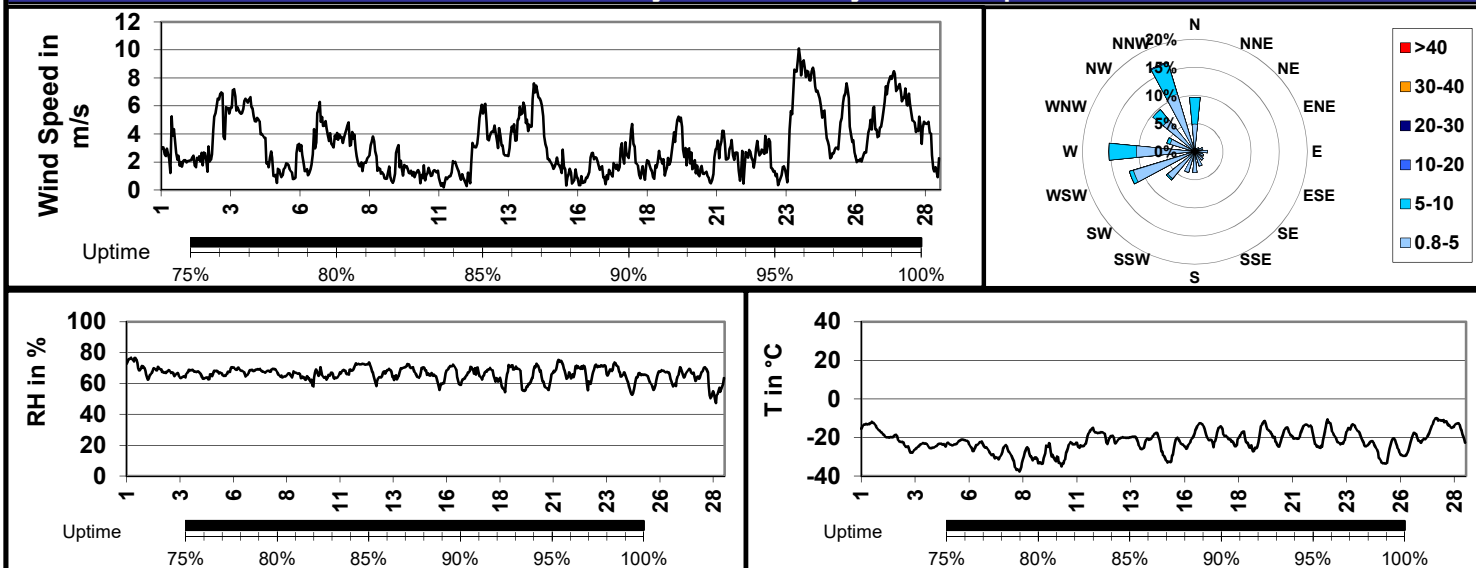 Wind Speed in m/s
12
10
8
6
4
2
0
1 3 6 8 11 13 16 18 21 23 26 28
Uptime
75% 80% 85% 90% 95% 100%
N
NNE
NE
ENE
E
ESE
SE
SSE
S
SSW
SW
WSW
W
WNW
NW
NNW
20%
15%
10%
5%
0%
>40
30-40
20-30
10-20
5-10
0.8-5
RH in %
100
80
60
40
20
0
1 3 6 8 11 13 16 18 21 23 26 28
Uptime
75% 80% 85% 90% 95% 100%
T in °C
40
20
0
-20
-40
1 3 6 8 11 13 16 18 21 23 26 28
Uptime
75% 80% 85% 90% 95% 100%